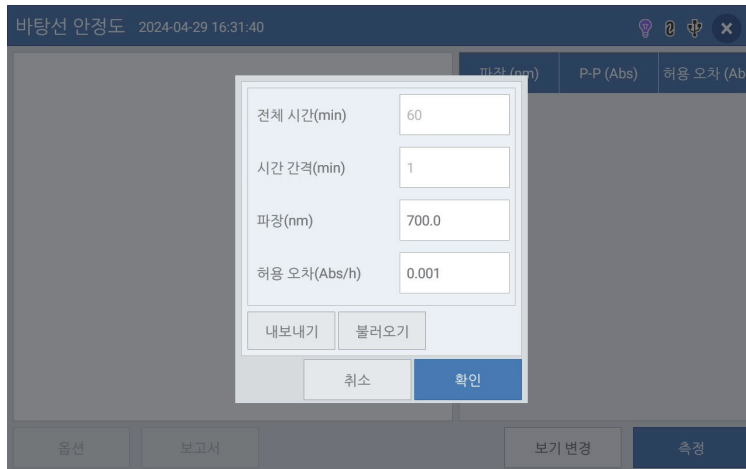 바탕선 안정도 2024-04-29 16:31:40
파장 (nm) P-P (Abs) 허용 오차 (Ab
전체 시간(min) 60
시간 간격(min) 1
파장(nm) 700.0
허용 오차(Abs/h) 0.001
내보내기 불러오기
취소 확인
옵션 보고서 보기 변경 측정